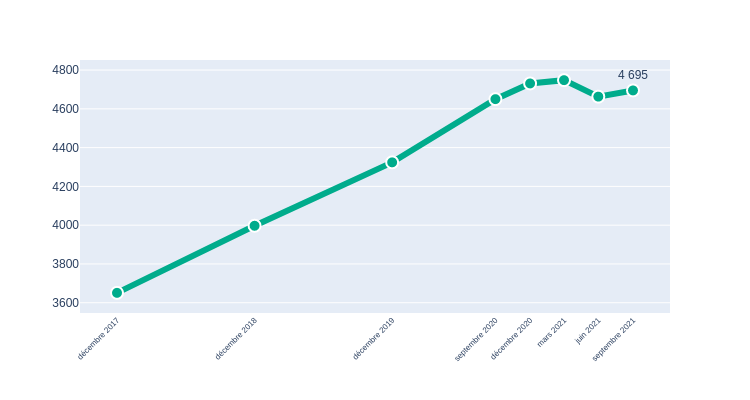 4800
4 695
4600
4400
4200
4000
3800
3600
décembre 2017
décembre 2018
décembre 2019
septembre 2020
décembre 2020
mars 2021
juin 2021
septembre 2021